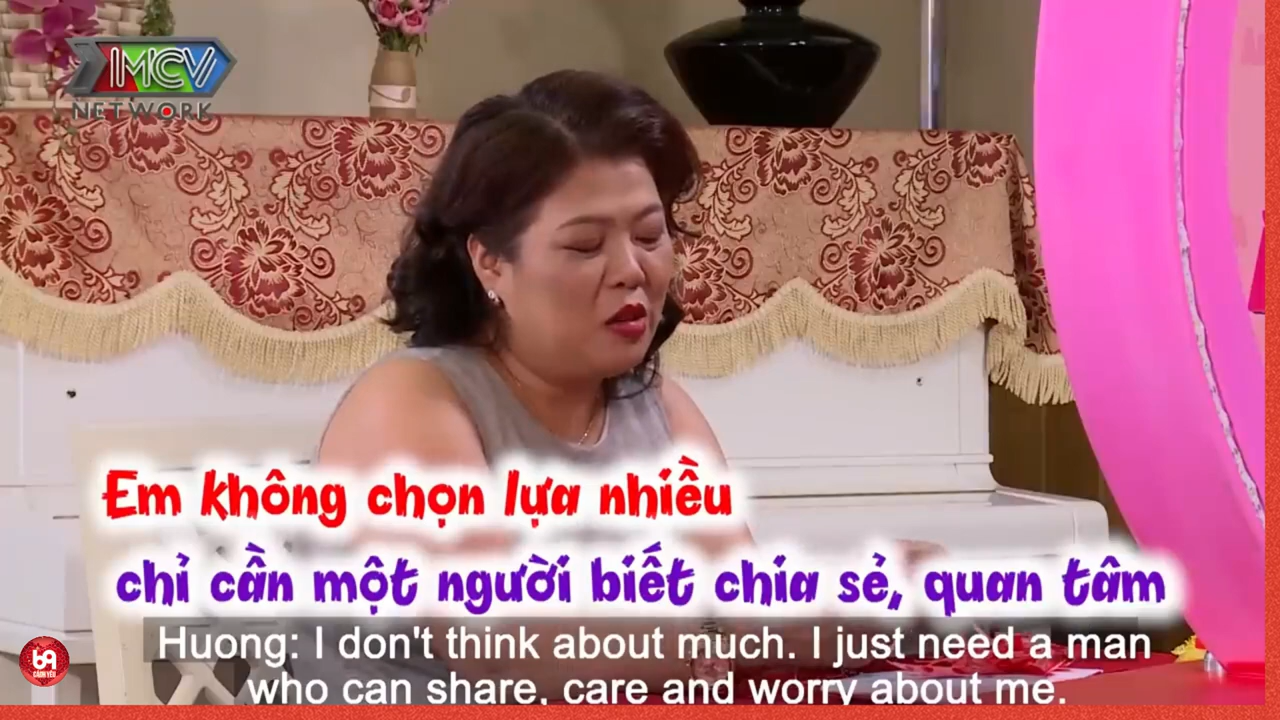 MCV
NETWORK
Em không chọn lựa nhiều
chỉ cần một người biết chia sẻ, quan tâm
Huong: I don't think about much. I just need a man
who can share, care and worry about me.